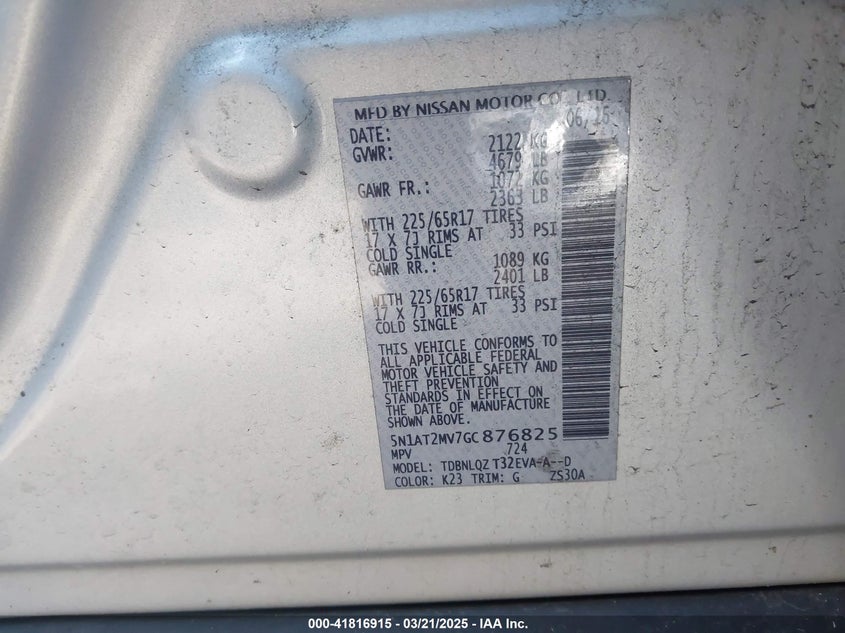 MFD BY NISSAN MOTOR CO., LTD.
DATE: 06/16
GVWR: 2122 KG
4679 LB
GAWR FR.: 1072 KG
2363 LB
WITH 225/65R17 TIRES
17 X 7J RIMS AT 33 PSI
COLD SINGLE
GAWR RR.: 1089 KG
2401 LB
WITH 225/65R17 TIRES
17 X 7J RIMS AT 33 PSI
COLD SINGLE
THIS VEHICLE CONFORMS TO
ALL APPLICABLE FEDERAL
MOTOR VEHICLE SAFETY AND
THEFT PREVENTION
STANDARDS IN EFFECT ON
THE DATE OF MANUFACTURE
SHOWN ABOVE.
5N1AT2MV7GC876825
MPV 724
MODEL: TDBNLQZ T32EVA-A--D
COLOR: K23 TRIM: G ZS30A
000-41816915 — 03/21/2025 — IAA Inc.